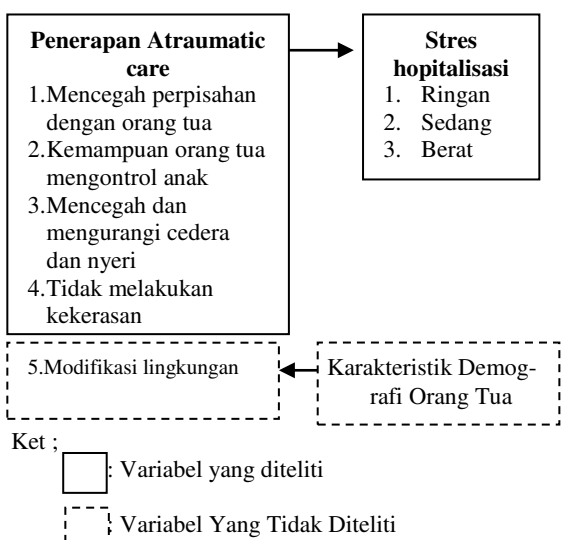 Penerapan Atraumatic
care
1.Mencegah perpisahan
dengan orang tua
2.Kemampuan orang tua
mengontrol anak
3.Mencegah dan
mengurangi cedera
dan nyeri
4.Tidak melakukan
kekerasan
5.Modifikasi lingkungan
Stres
hopitalisasi
1. Ringan
2. Sedang
3. Berat
Karakteristik Demog-
rafi Orang Tua
Ket ;
: Variabel yang diteliti
: Variabel Yang Tidak Diteliti